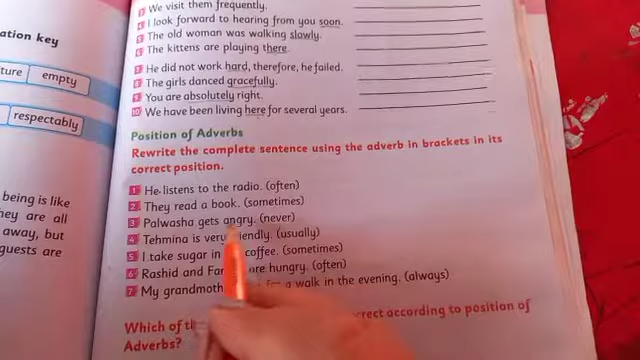 We visit them frequently.
I look forward to hearing from you soon.
The old woman was walking slowly.
The kittens are playing there.
He did not work hard, therefore, he failed.
The girls danced gracefully.
You are absolutely right.
10 We have been living here for several years.
Position of Adverbs
Rewrite the complete sentence using the adverb in brackets in its
correct position.
1 He listens to the radio. (often)
2 They read a book. (sometimes)
3 Palwasha gets angry. (never)
4 Tehmina is very friendly. (usually)
5 I take sugar in coffee. (sometimes)
6 Rashid and are hungry. (often)
7 My a walk in the evening. (always)
Which of according to position of
Adverbs?
ation key
ture
empty
respectably
being is like
hey are all
away, but
guests are